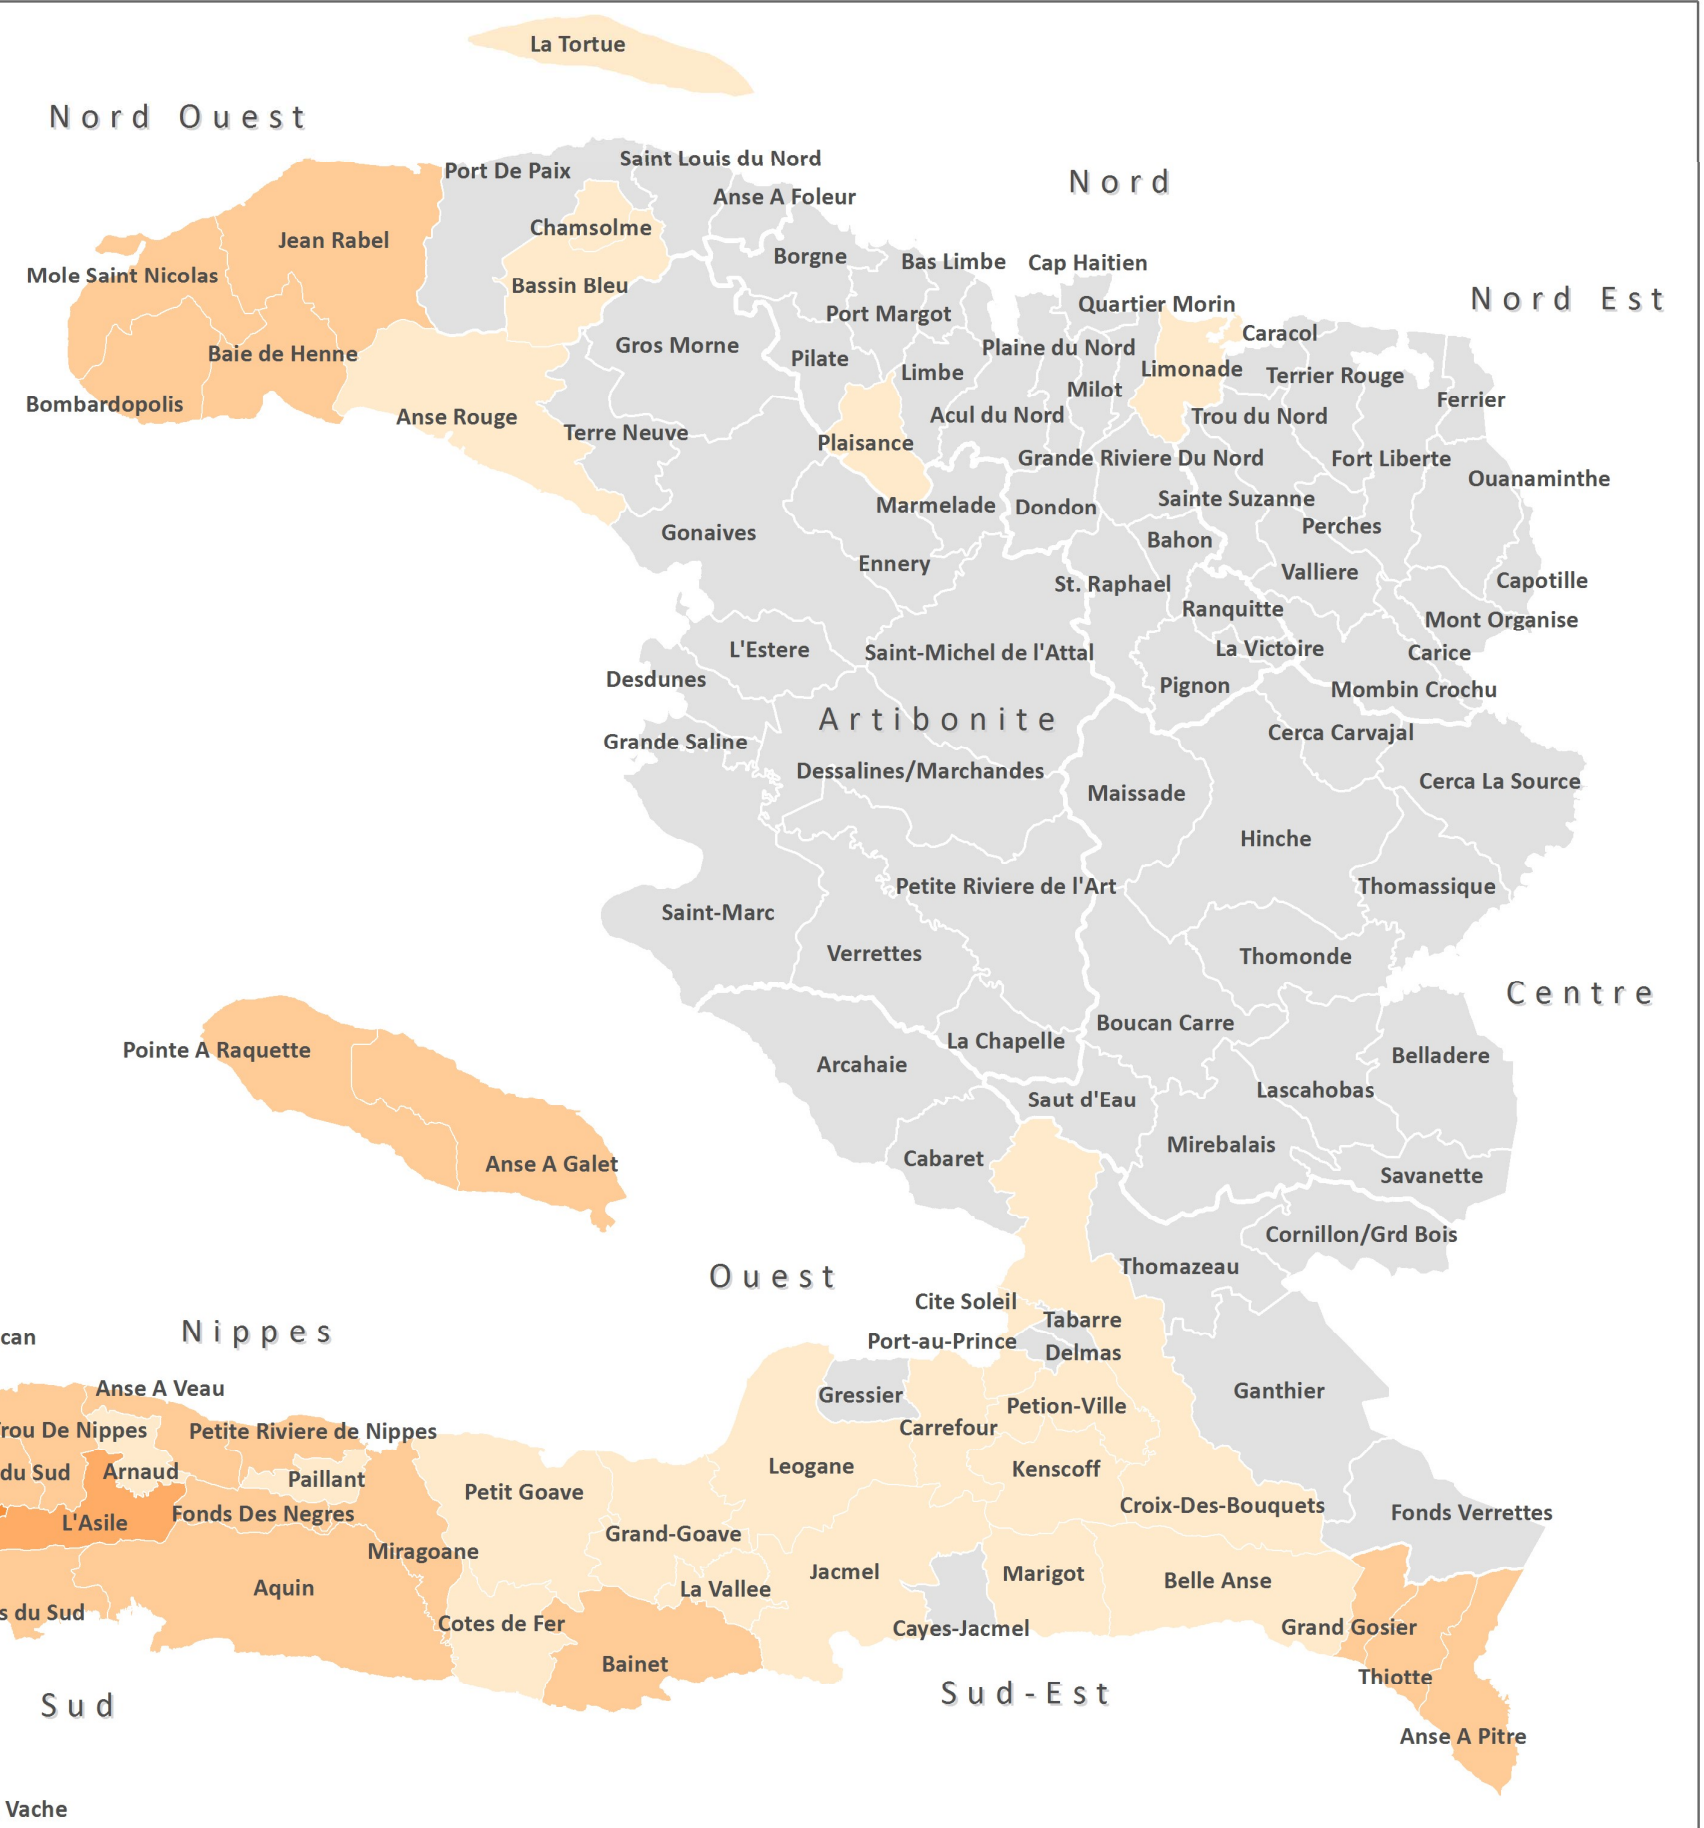 La Tortue
Nord Ouest
Saint Louis du Nord
Port De Paix
Nord
Anse A Foleur
Chamsolme
Jean Rabel
Borgne
Bas Limbe
Cap Haitien
Mole Saint Nicolas
Bassin Bleu
Nord Est
Quartier Morin
Port Margot
Caracol
Gros Morne
Plaine du Nord
Baie de Henne
Pilate
Limbe
Limonade
Terrier Rouge
Milot
Ferrier
Bombardopolis
Anse Rouge
Acul du Nord
Trou du Nord
Terre Neuve
Plaisance
Grande Riviere Du Nord
Fort Liberte
Ouanaminthe
Sainte Suzanne
Marmelade
Dondon
Perches
Gonaives
Bahon
Ennery
Valliere
Capotille
St. Raphael
Ranquitte
Mont Organise
L'Estere
Saint-Michel de l'Attal
La Victoire
Carice
Desdunes
Pignon
Mombin Crochu
Artibonite
Cerca Carvajal
Grande Saline
Dessalines/Marchandes
Cerca La Source
Maissade
Hinche
Petite Riviere de l'Art
Thomassique
Saint-Marc
Verrettes
Thomonde
Centre
Boucan Carre
La Chapelle
Pointe A Raquette
Belladere
Arcahaie
Lascahobas
Saut d'Eau
Mirebalais
Cabaret
Anse A Galet
Savanette
Cornillon/Grd Bois
Thomazeau
Ouest
Cite Soleil
Tabarre
Nippes
can
Port-au-Prince
Delmas
Anse A Veau
Gressier
Ganthier
Petion-Ville
Carrefour
rou De Nippes
Petite Riviere de Nippes
Leogane
Kenscoff
du Sud
Arnaud
Paillant
Petit Goave
Croix-Des-Bouquets
Fonds Verrettes
Fonds Des Negres
L'Asile
Grand-Goave
Miragoane
Jacmel
Marigot
Belle Anse
Aquin
La Vallee
s du Sud
Cotes de Fer
Cayes-Jacmel
Grand Gosier
Bainet
Thiotte
Sud-Est
Sud
Anse A Pitre
Vache